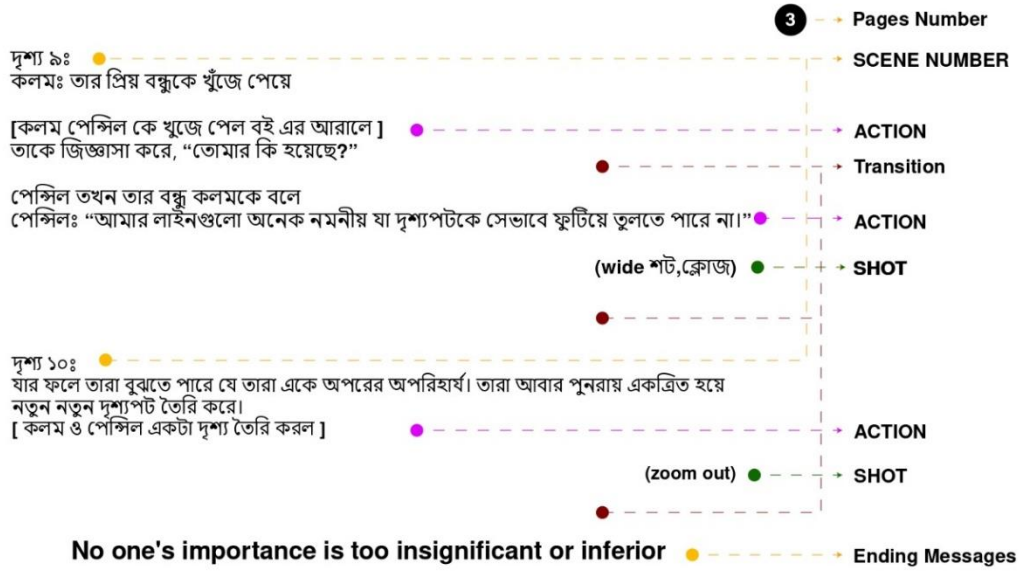 3 Pages Number
দৃশ্য ৯ঃ SCENE NUMBER
কলমঃ তার প্রিয় বন্ধুকে খুঁজে পেয়ে
[কলম পেন্সিল কে খুজে পেল বই এর আরালে ] ACTION
তাকে জিজ্ঞাসা করে, “তোমার কি হয়েছে?”
Transition
পেন্সিল তখন তার বন্ধু কলমকে বলে
পেন্সিলঃ “আমার লাইনগুলো অনেক নমনীয় যা দৃশ্যপটকে সেভাবে ফুটিয়ে তুলতে পারে না।” ACTION
(wide শট,ক্লোজ) SHOT
দৃশ্য ১০ঃ
যার ফলে তারা বুঝতে পারে যে তারা একে অপরের অপরিহার্য। তারা আবার পুনরায় একত্রিত হয়ে
নতুন নতুন দৃশ্যপট তৈরি করে।
[ কলম ও পেন্সিল একটা দৃশ্য তৈরি করল ] ACTION
(zoom out) SHOT
No one's importance is too insignificant or inferior Ending Messages